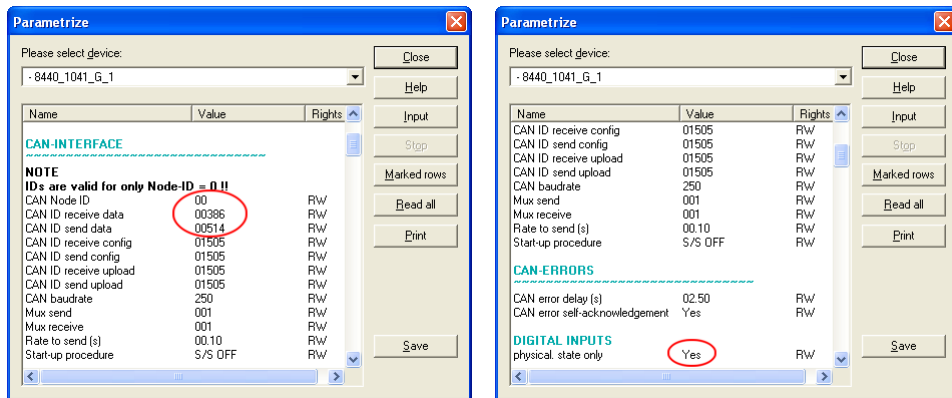 Parametrize
Please select device:
- 8440_1041_G_1
Close
Help
Input
Stop
Marked rows
Read all
Print
Save
Name Value Rights
CAN-INTERFACE
~~~~~~~~~~~~~~~~~~~~~~~~~~~~~~
NOTE
IDs are valid for only Node-ID = 0 !!
CAN Node ID 00 RW
CAN ID receive data 00386 RW
CAN ID send data 00514 RW
CAN ID receive config 01505 RW
CAN ID send config 01505 RW
CAN ID receive upload 01505 RW
CAN ID send upload 01505 RW
CAN baudrate 250 RW
Mux send 001 RW
Mux receive 001 RW
Rate to send (s) 00.10 RW
Start-up procedure S/S OFF RW
Parametrize
Please select device:
- 8440_1041_G_1
Close
Help
Input
Stop
Marked rows
Read all
Print
Save
Name Value Rights
CAN ID receive config 01505 RW
CAN ID send config 01505 RW
CAN ID receive upload 01505 RW
CAN ID send upload 01505 RW
CAN baudrate 250 RW
Mux send 001 RW
Mux receive 001 RW
Rate to send (s) 00.10 RW
Start-up procedure S/S OFF RW
CAN-ERRORS
~~~~~~~~~~~~~~~~~~~~~~~~~~~~~~
CAN error delay (s) 02.50 RW
CAN error self-acknowledgement Yes RW
DIGITAL INPUTS
physical. state only Yes RW